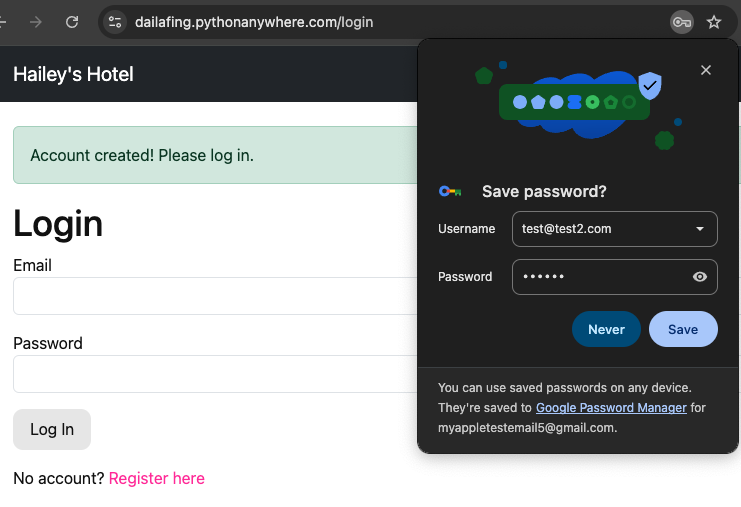 dailafing.pythonanywhere.com/login
Hailey's Hotel
Account created! Please log in.
Login
Email
Password
Log In
No account? Register here
Save password?
Username test@test2.com
Password ••••••
Never Save
You can use saved passwords on any device.
They're saved to Google Password Manager for
myappletestemail5@gmail.com.